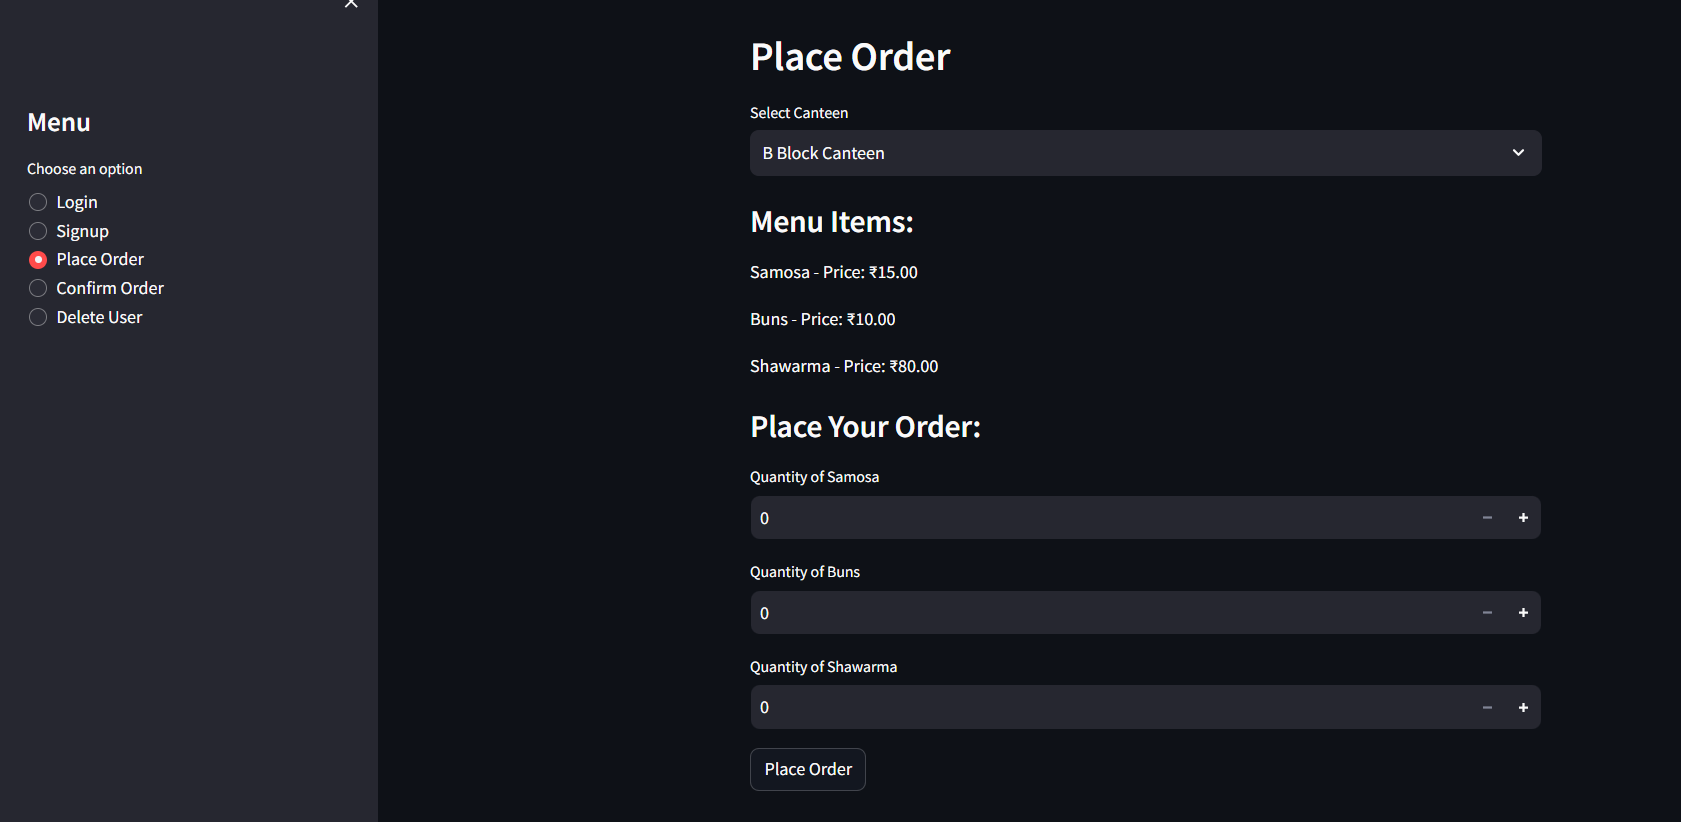 Menu
Choose an option
Login
Signup
Place Order
Confirm Order
Delete User
Place Order
Select Canteen
B Block Canteen
Menu Items:
Samosa - Price: ₹15.00
Buns - Price: ₹10.00
Shawarma - Price: ₹80.00
Place Your Order:
Quantity of Samosa
0
Quantity of Buns
0
Quantity of Shawarma
0
Place Order